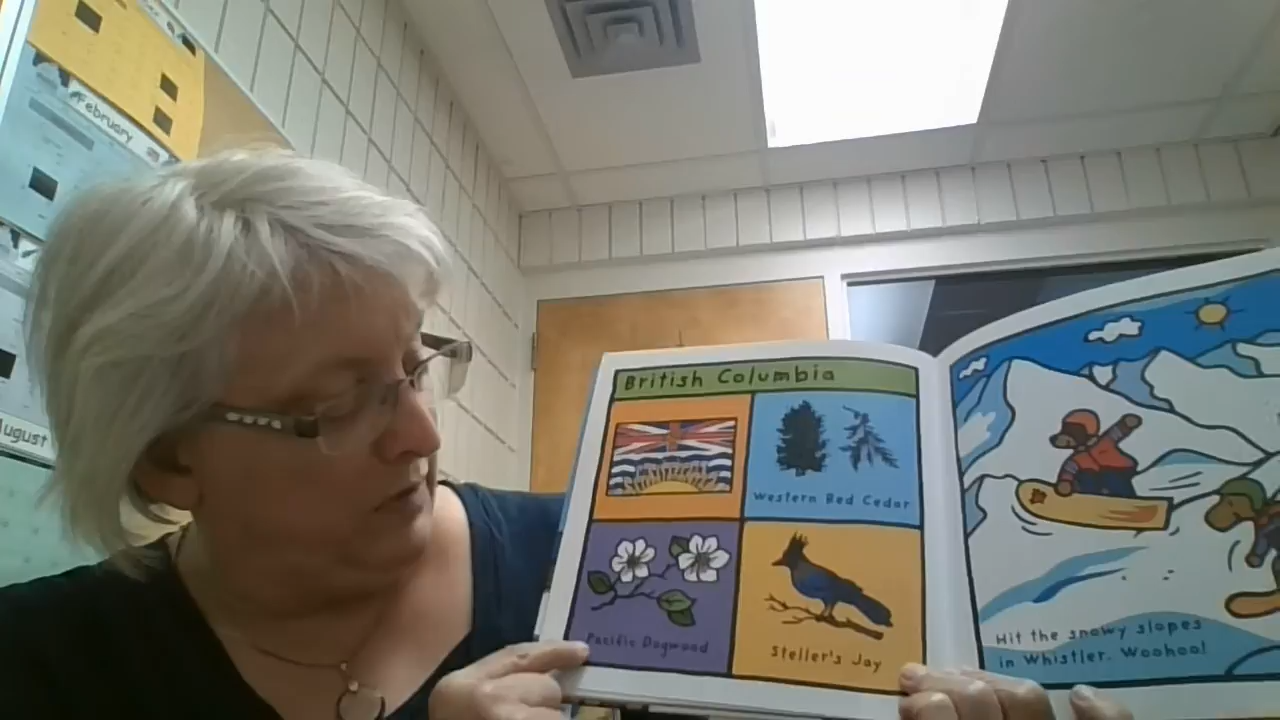 February
August
British Columbia
Western Red Cedar
Pacific Dogwood
Steller's Jay
Hit the snowy slopes
in Whistler. Woohoo!